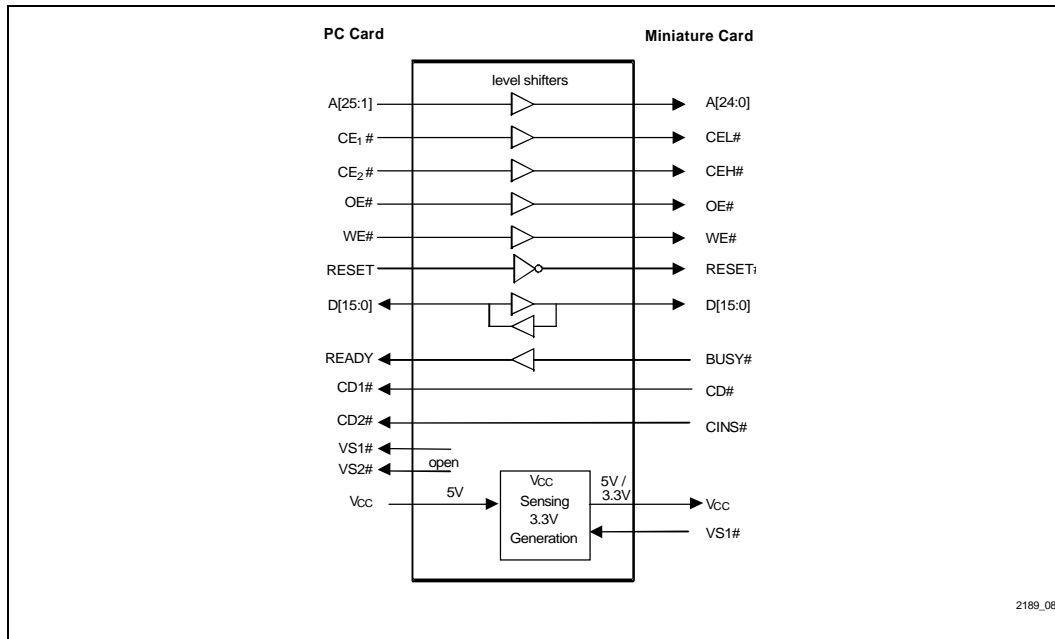 PC Card Miniature Card
level shifters
A[25:1] A[24:0]
CE1# CEL#
CE2# CEH#
OE# OE#
WE# WE#
RESET RESET#
D[15:0] D[15:0]
READY BUSY#
CD1# CD#
CD2# CINS#
VS1#
VS2# open
VCC 5V VCC Sensing 3.3V Generation 5V / 3.3V VCC
VS1#
2189_08